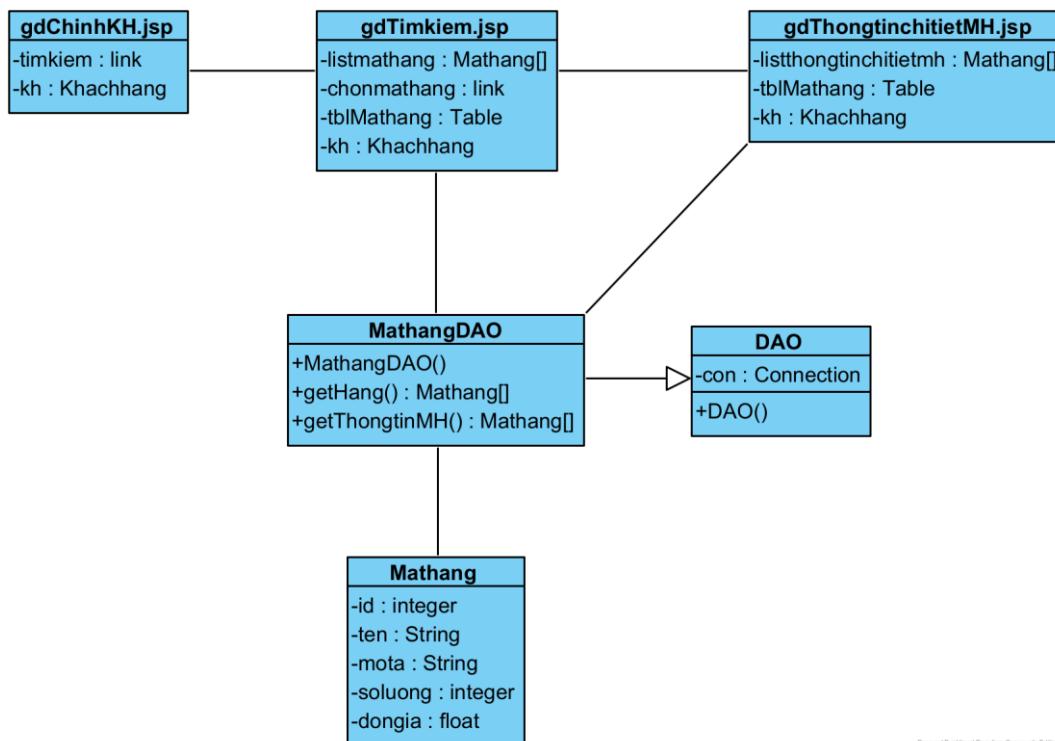 gdChinhKH.jsp
-timkiem : link
-kh : Khachhang
gdTimkiem.jsp
-listmathang : Mathang[]
-chonmathang : link
-tblMathang : Table
-kh : Khachhang
gdThongtinchitietMH.jsp
-listthongtinchitietmh : Mathang[]
-tblMathang : Table
-kh : Khachhang
MathangDAO
+MathangDAO()
+getHang() : Mathang[]
+getThongtinMH() : Mathang[]
DAO
-con : Connection
+DAO()
Mathang
-id : integer
-ten : String
-mota : String
-soluong : integer
-dongia : float